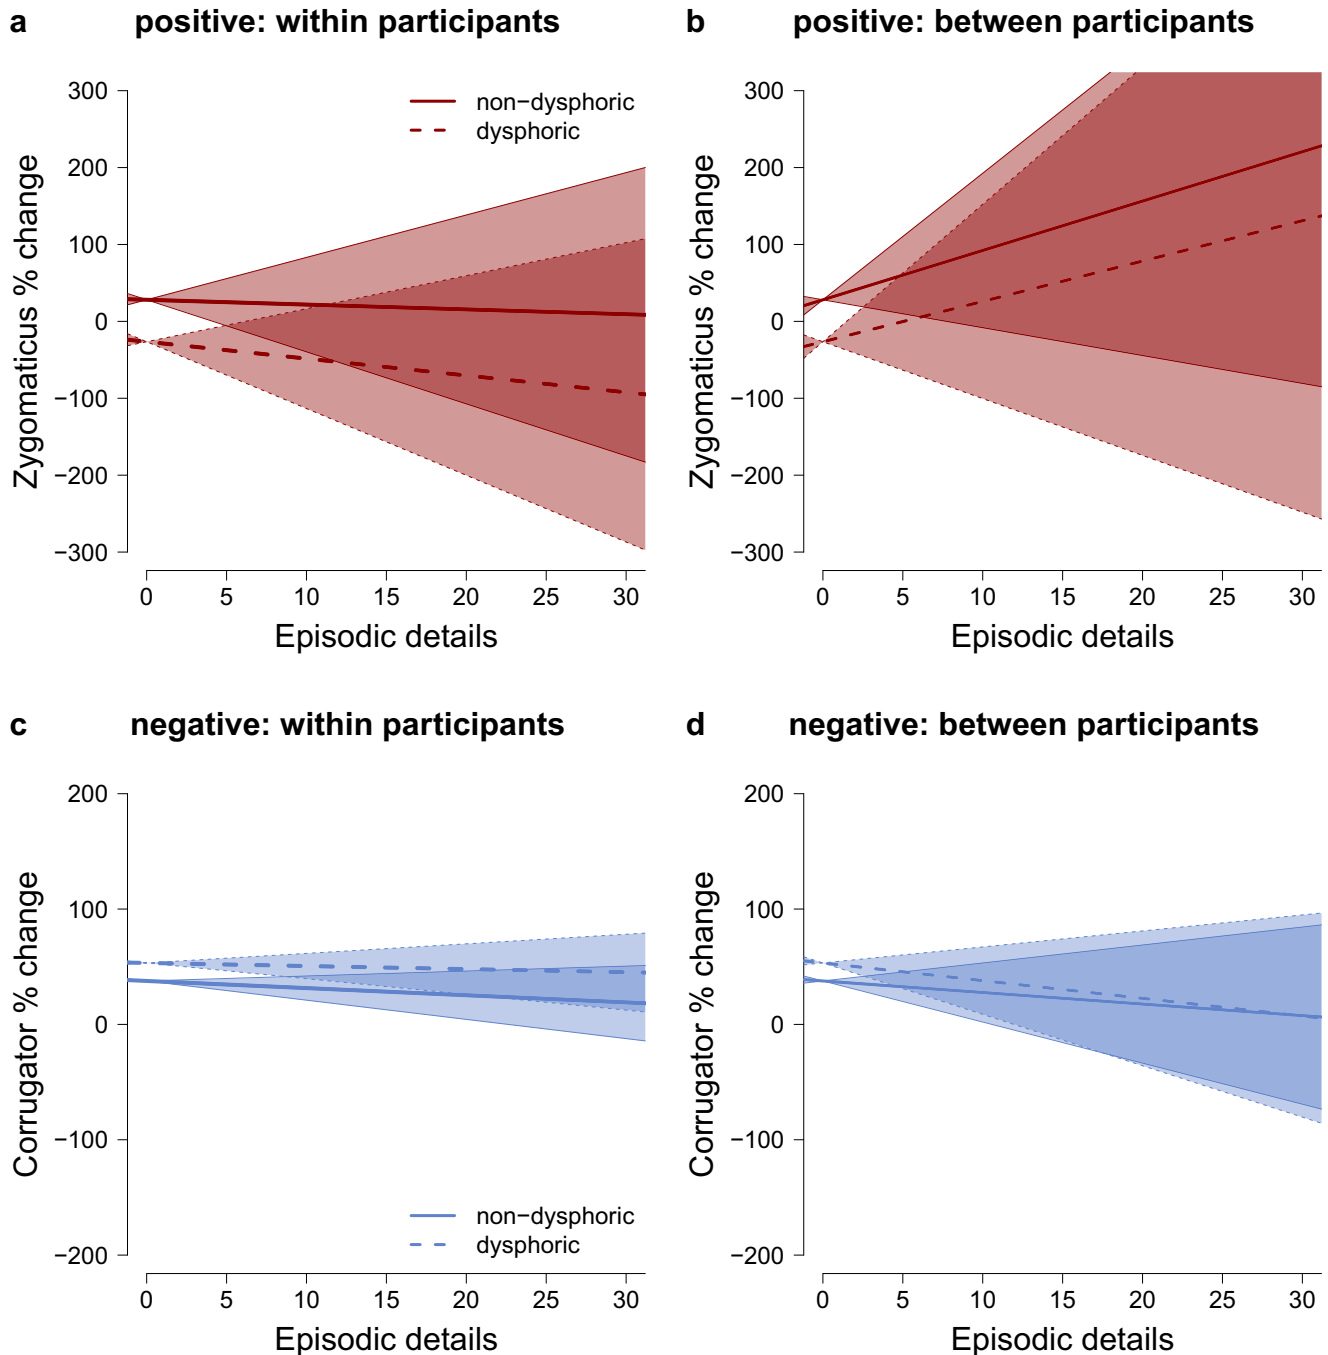 a positive: within participants
Zygomaticus % change
300
200
100
0
−100
−200
−300
non−dysphoric
dysphoric
0 5 10 15 20 25 30
Episodic details
b positive: between participants
Zygomaticus % change
300
200
100
0
−100
−200
−300
0 5 10 15 20 25 30
Episodic details
c negative: within participants
Corrugator % change
200
100
0
−100
−200
non−dysphoric
dysphoric
0 5 10 15 20 25 30
Episodic details
d negative: between participants
Corrugator % change
200
100
0
−100
−200
0 5 10 15 20 25 30
Episodic details